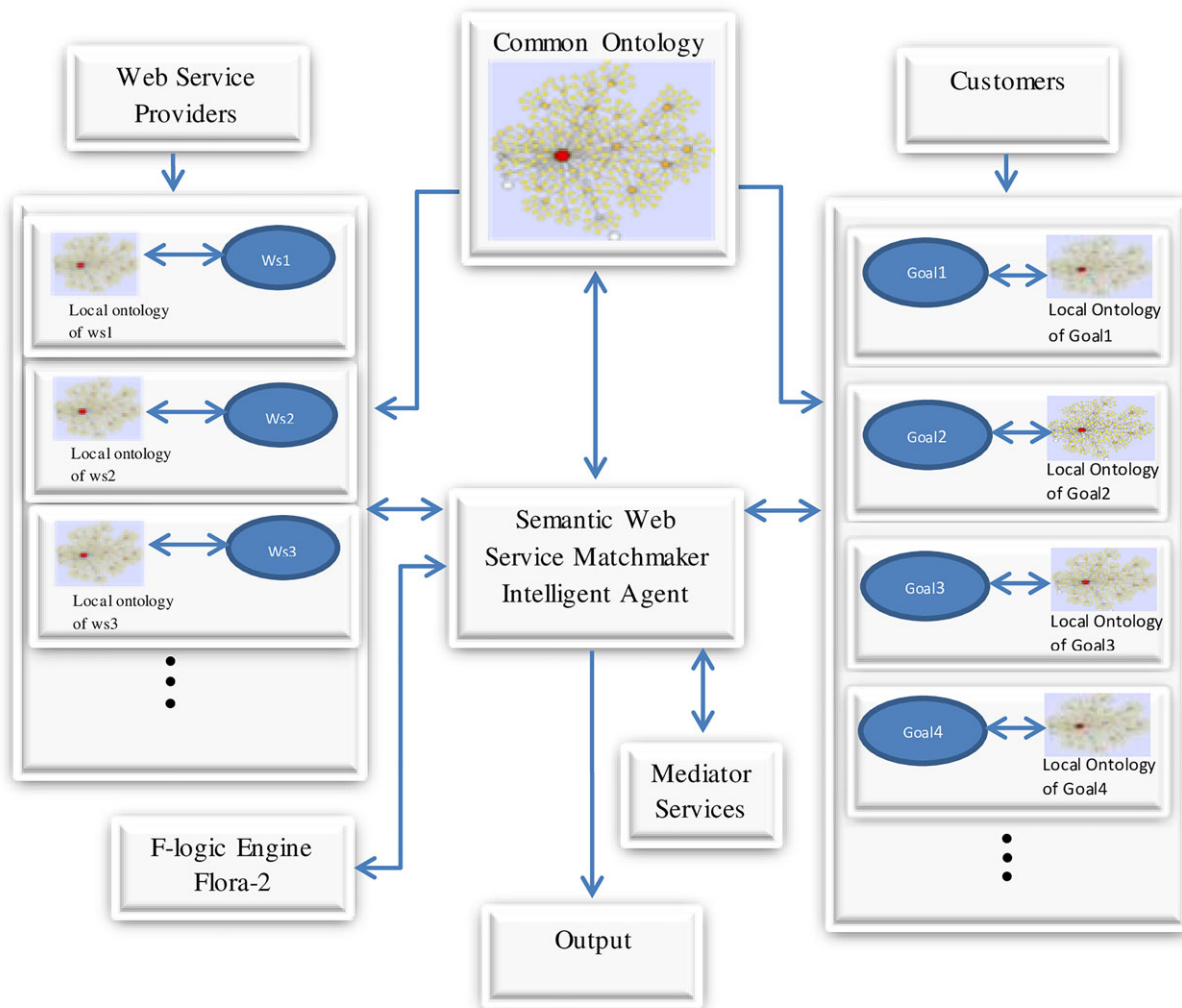 Common Ontology
Web Service
Providers
Customers
Ws1
Local ontology
of ws1
Ws2
Local ontology
of ws2
Ws3
Local ontology
of ws3
Goal1
Local Ontology
of Goal1
Goal2
Local Ontology
of Goal2
Goal3
Local Ontology
of Goal3
Goal4
Local Ontology
of Goal4
Semantic Web
Service Matchmaker
Intelligent Agent
Mediator
Services
F-logic Engine
Flora-2
Output